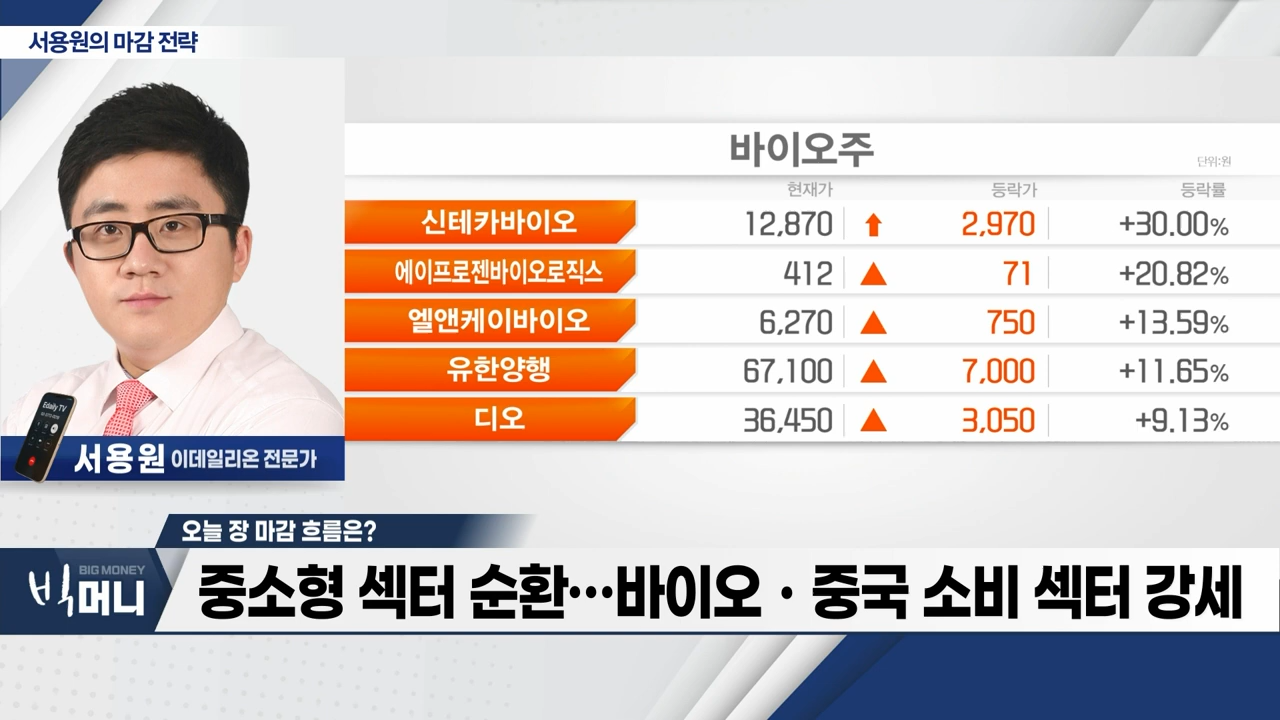 서용원의 마감 전략
바이오주
단위:원
현재가 등락가 등락률
신테카바이오 12,870 2,970 +30.00%
에이프로젠바이오로직스 412 ▲ 71 +20.82%
엘앤케이바이오 6,270 ▲ 750 +13.59%
유한양행 67,100 ▲ 7,000 +11.65%
디오 36,450 ▲ 3,050 +9.13%
Edaily TV
서용원 이데일리온 전문가
오늘 장 마감 흐름은?
BIG MONEY
빅머니
중소형 섹터 순환…바이오·중국 소비 섹터 강세